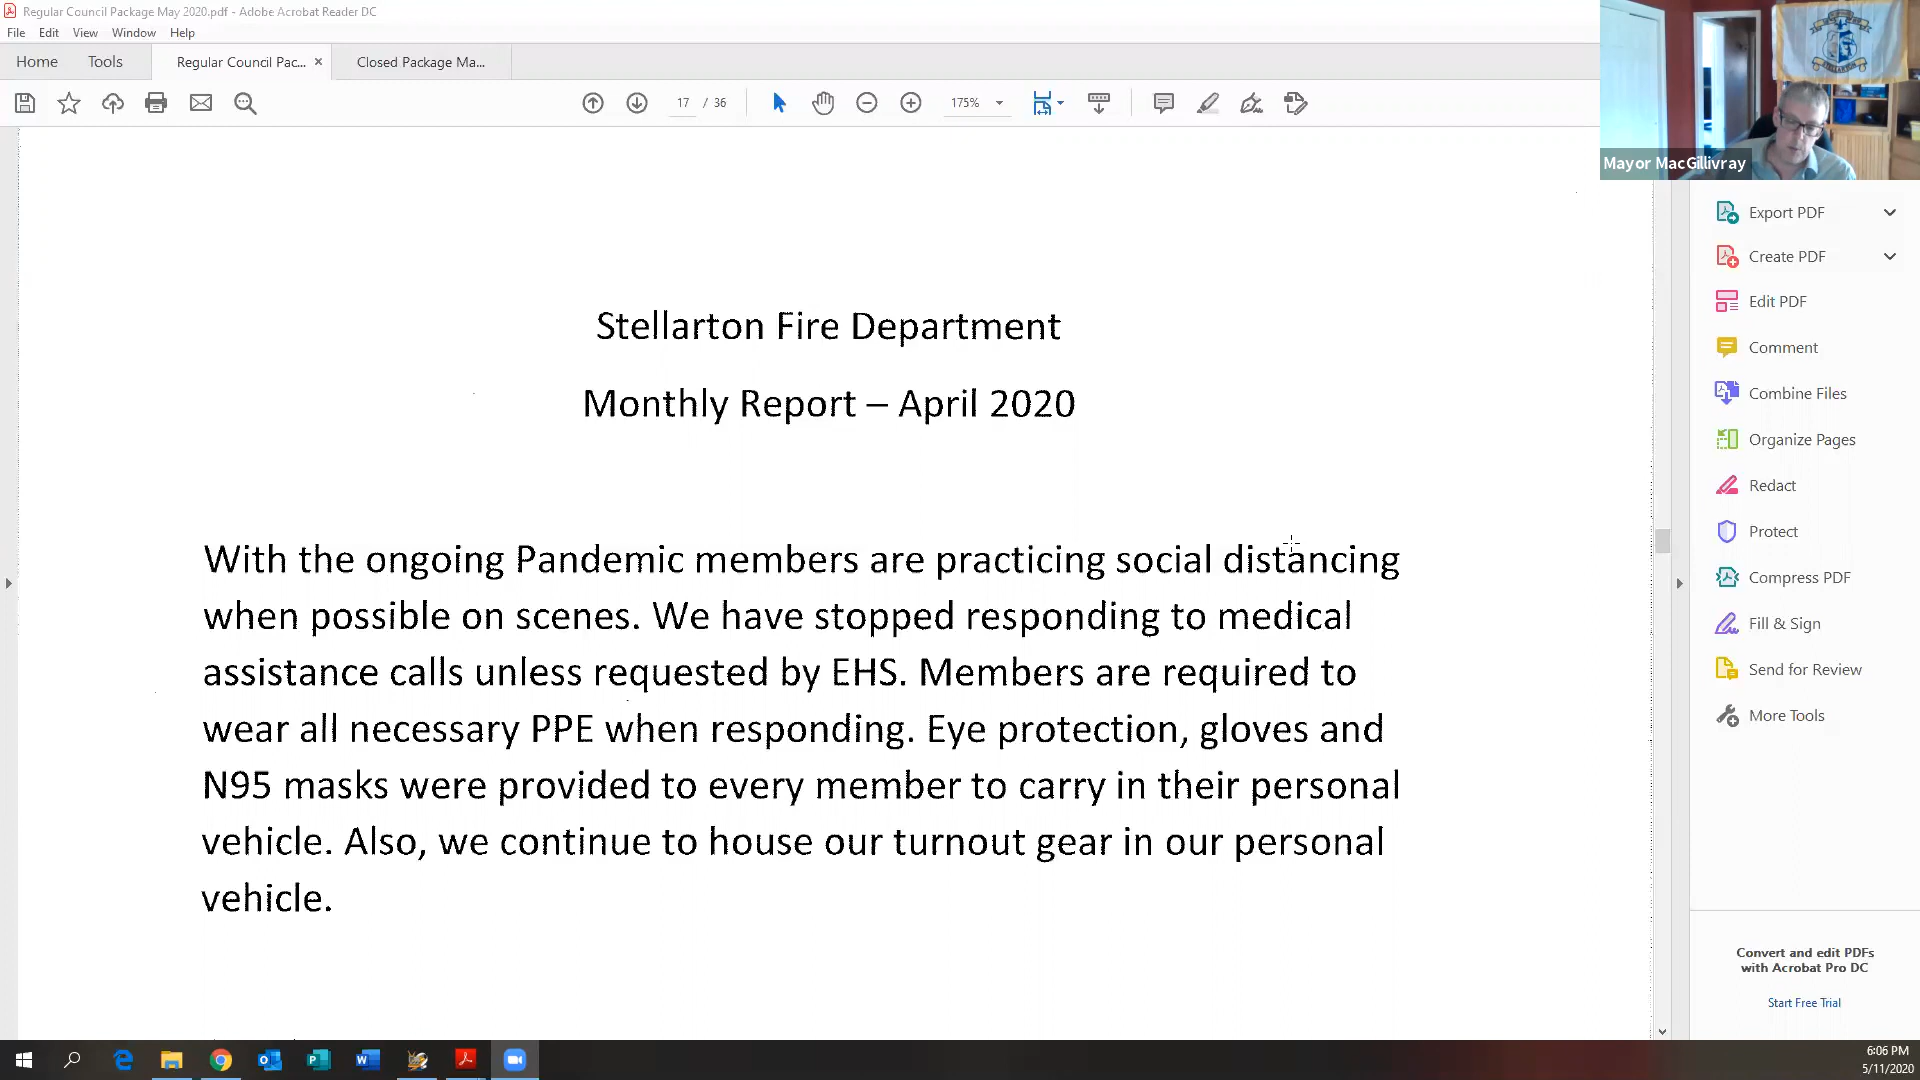 Regular Council Package May 2020.pdf - Adobe Acrobat Reader DC
File Edit View Window Help
Home Tools Regular Council Pac... × Closed Package Ma...
17 / 36 175%
Mayor MacGillivray
Export PDF
Create PDF
Edit PDF
Comment
Combine Files
Organize Pages
Redact
Protect
Compress PDF
Fill & Sign
Send for Review
More Tools
Convert and edit PDFs
with Acrobat Pro DC
Start Free Trial
Stellarton Fire Department
Monthly Report – April 2020
With the ongoing Pandemic members are practicing social distancing
when possible on scenes. We have stopped responding to medical
assistance calls unless requested by EHS. Members are required to
wear all necessary PPE when responding. Eye protection, gloves and
N95 masks were provided to every member to carry in their personal
vehicle. Also, we continue to house our turnout gear in our personal
vehicle.
6:06 PM
5/11/2020